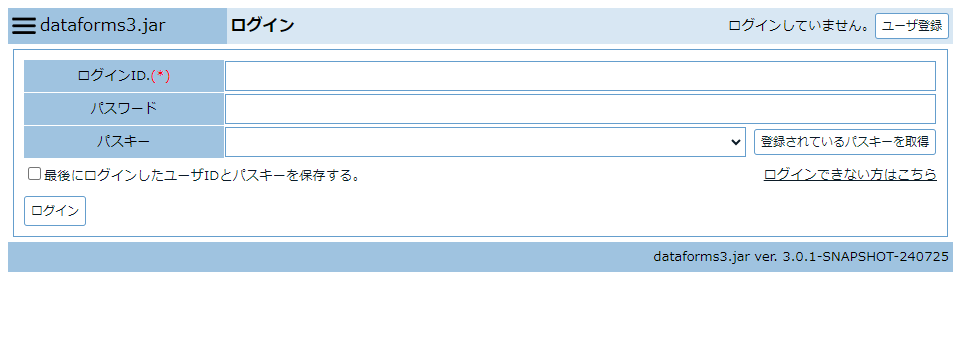 dataforms3.jar ログイン ログインしていません。 ユーザ登録
ログインID.(*)
パスワード
パスキー 登録されているパスキーを取得
最後にログインしたユーザIDとパスキーを保存する。 ログインできない方はこちら
ログイン
dataforms3.jar ver. 3.0.1-SNAPSHOT-240725